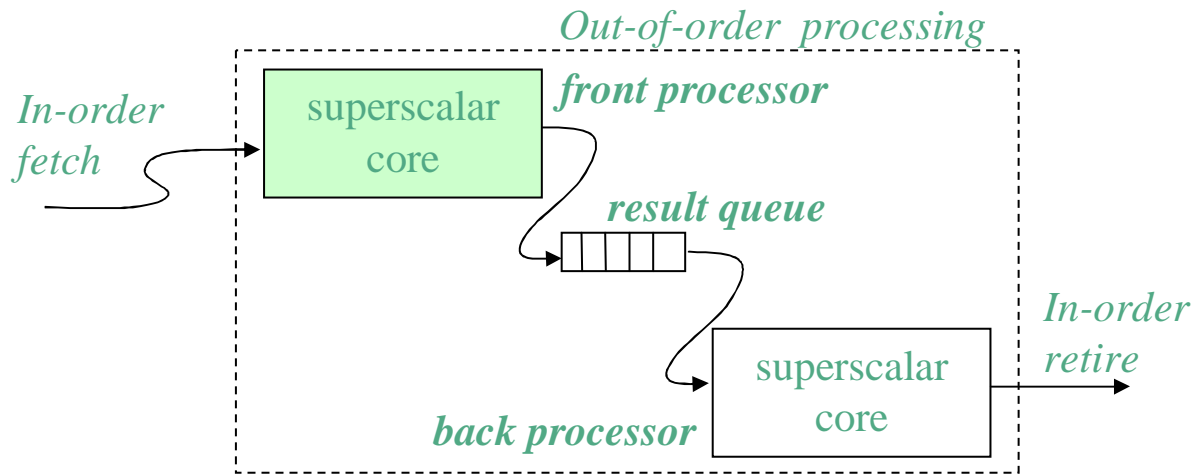 Out-of-order processing
In-order
fetch
superscalar
core
front processor
result queue
superscalar
core
back processor
In-order
retire